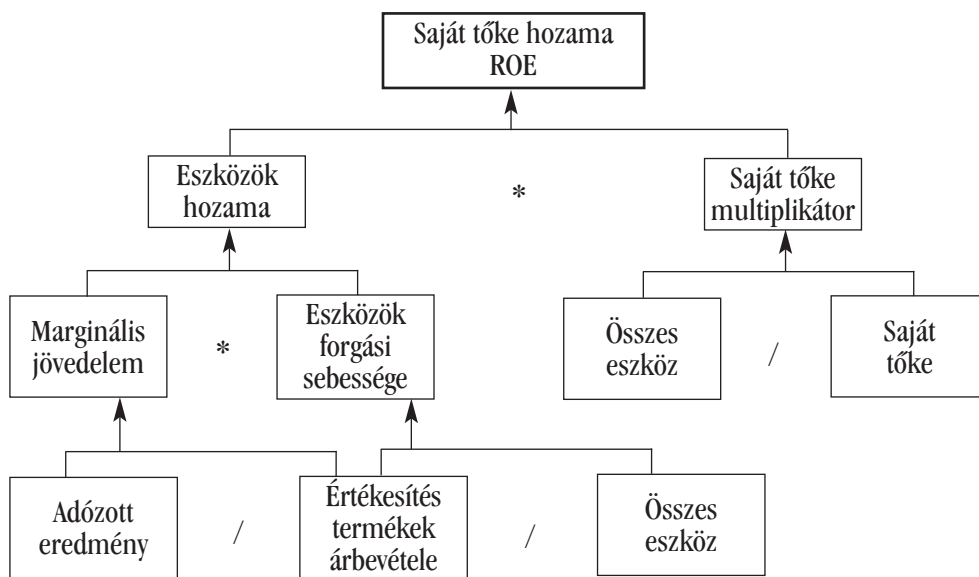 Saját tőke hozama
ROE
Eszközök
hozama
*
Saját tőke
multiplikátor
Marginális
jövedelem
*
Eszközök
forgási
sebessége
Összes
eszköz
/
Saját
tőke
Adózott
eredmény
/
Értékesítés
termékek
árbevétele
/
Összes
eszköz